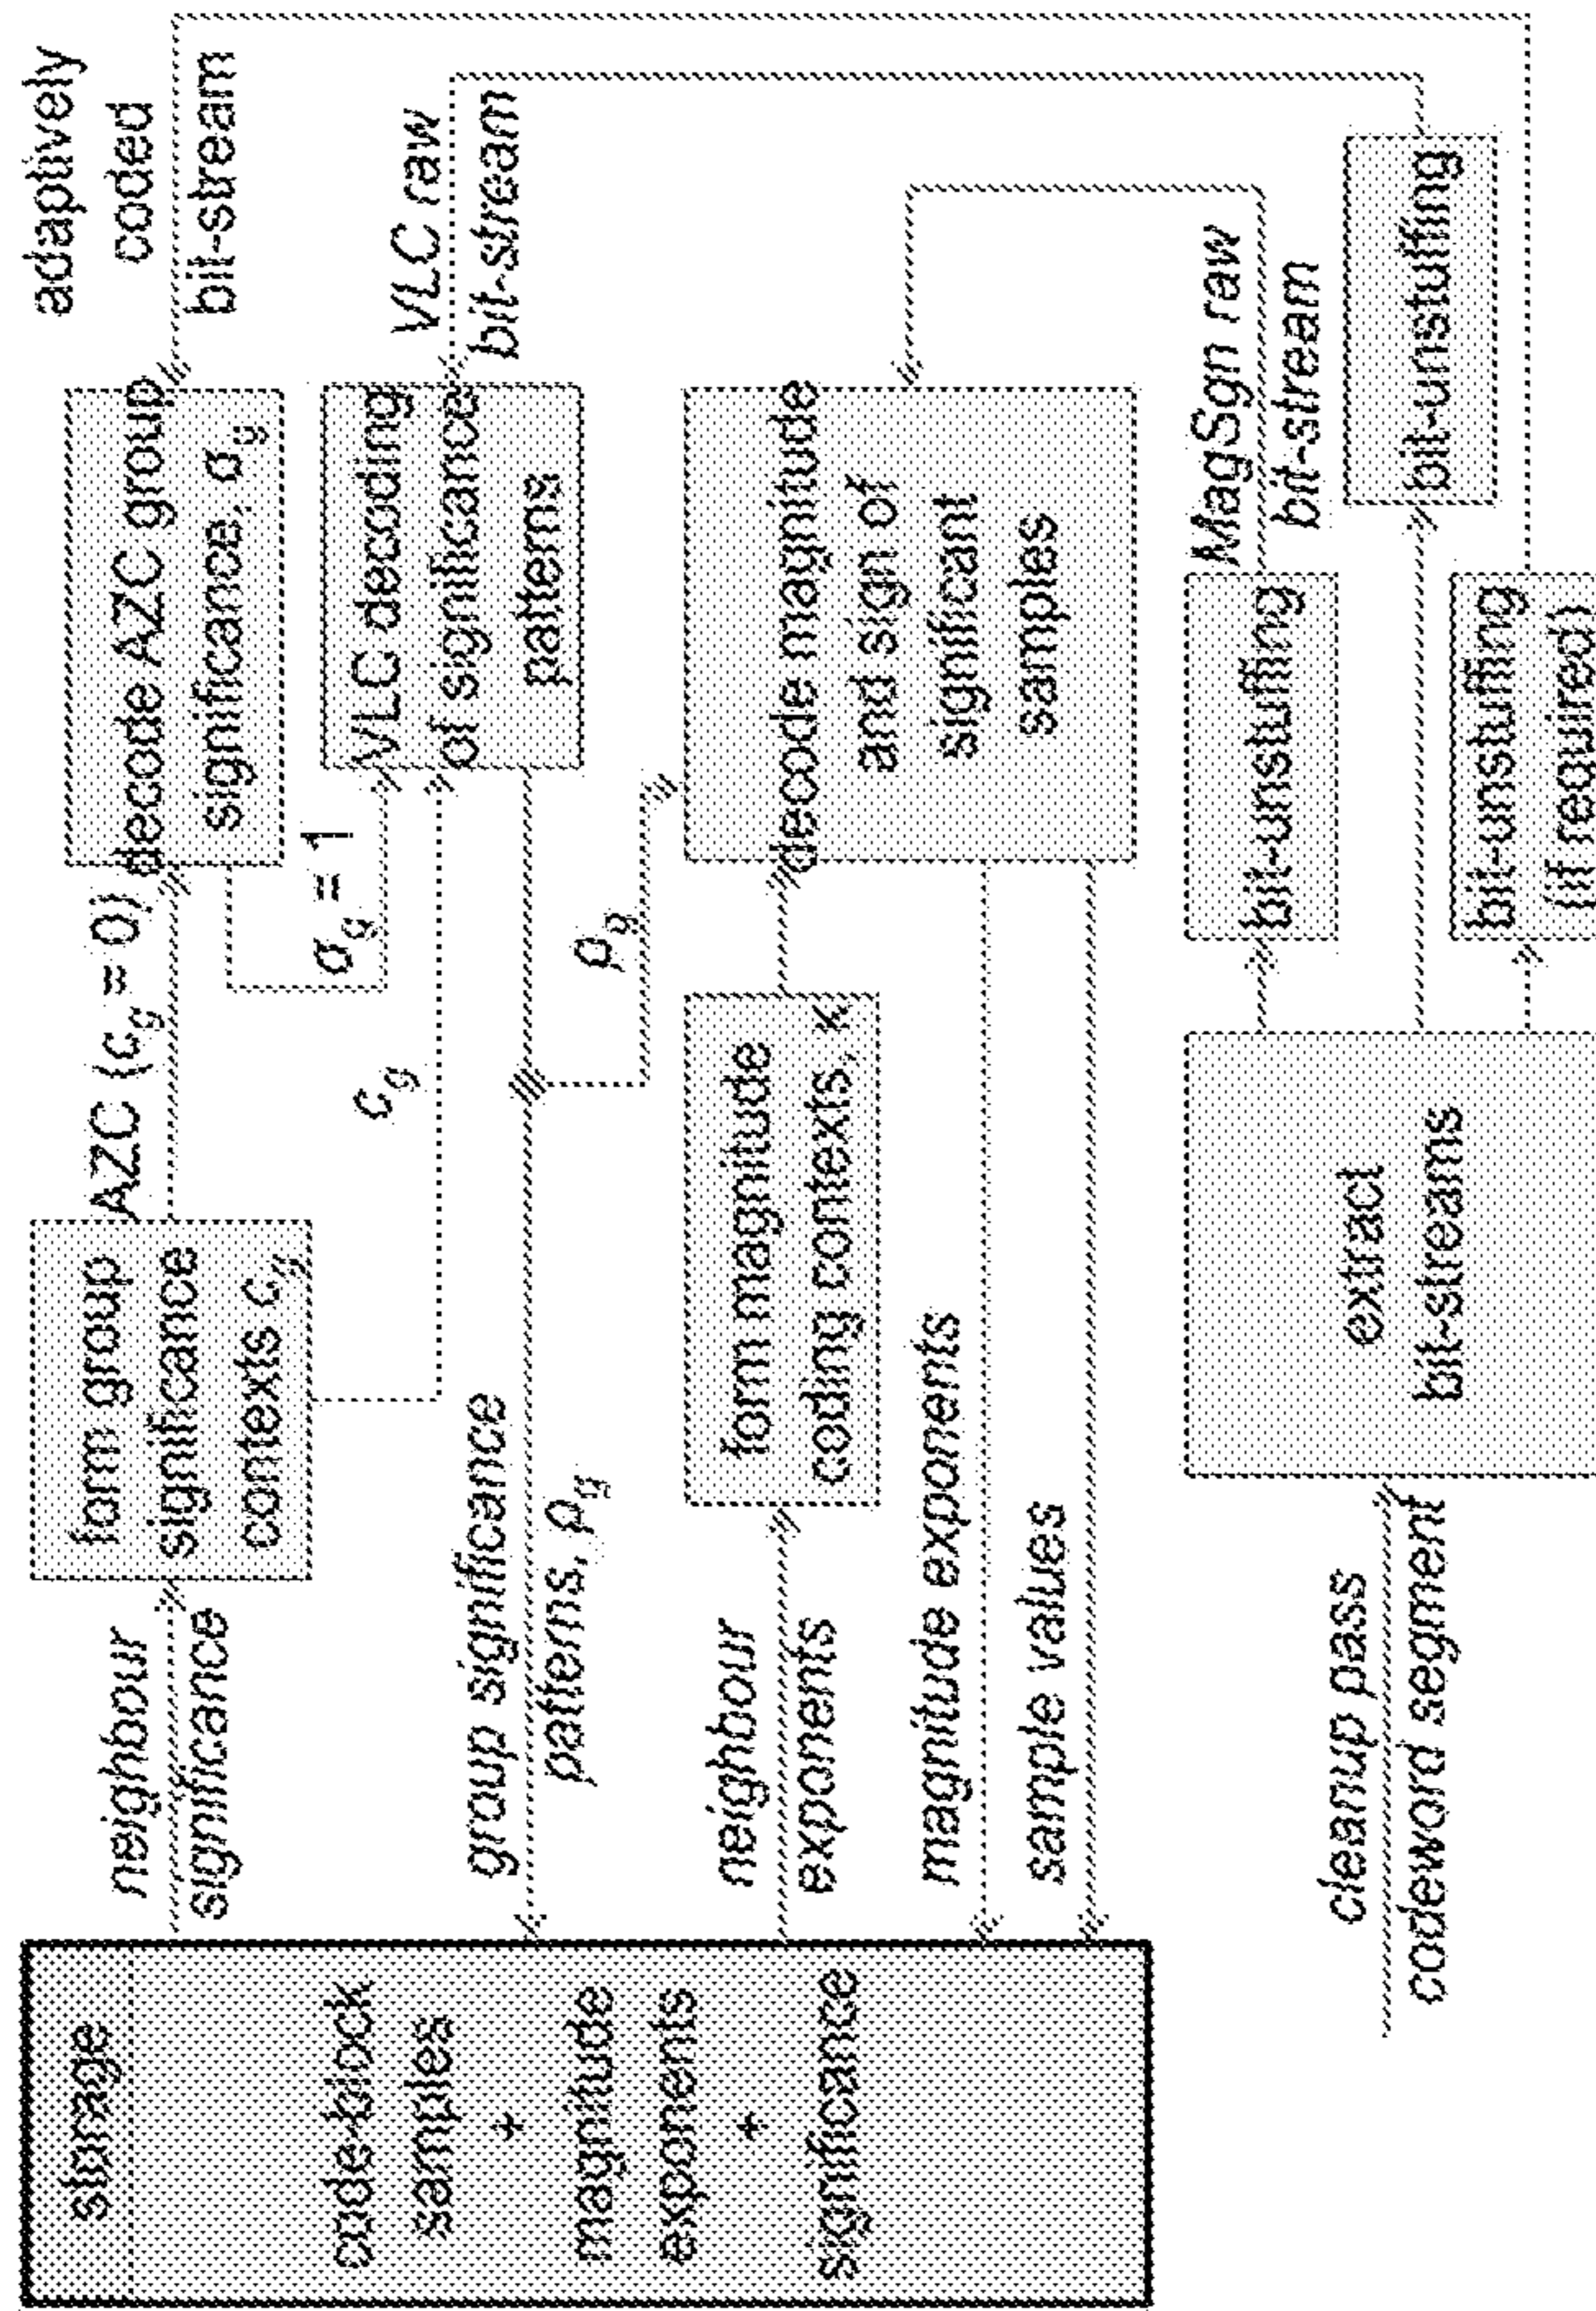 storage
code-block
samples
+
magnitude
exponents
+
significance
neighbour
significance
form group
significance
contexts c_g
AZC (c_g = 0)
decode AZC group
significance, σ_g
adaptively
coded
bit-stream
σ_g = 1
c_g
VLC decoding
of significance
patterns
VLC raw
bit-stream
group significance
patterns, ρ_g
ρ_g
neighbour
exponents
form magnitude
coding contexts, κ
decode magnitude
and sign of
significant
samples
magnitude exponents
sample values
MagSgn raw
bit-stream
cleanup pass
codeword segment
extract
bit-streams
bit-unstuffing
bit-unstuffing
bit-unstuffing
(if required)